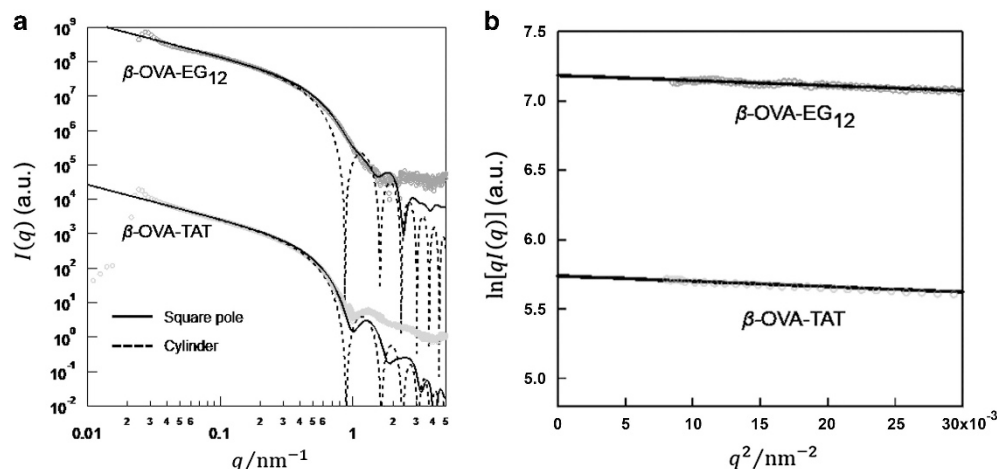 a
10⁹
10⁸
10⁷
10⁶
10⁵
10⁴
10³
10²
10¹
10⁰
10⁻¹
10⁻²
I(q) (a.u.)
β-OVA-EG₁₂
β-OVA-TAT
Square pole
Cylinder
0.01 2 3 4 5 6 0.1 2 3 4 5 6 1 2 3 4 5
q/nm⁻¹
b
7.5
7.0
6.5
6.0
5.5
5.0
ln[qI(q)] (a.u.)
β-OVA-EG₁₂
β-OVA-TAT
0 5 10 15 20 25 30x10⁻³
q²/nm⁻²